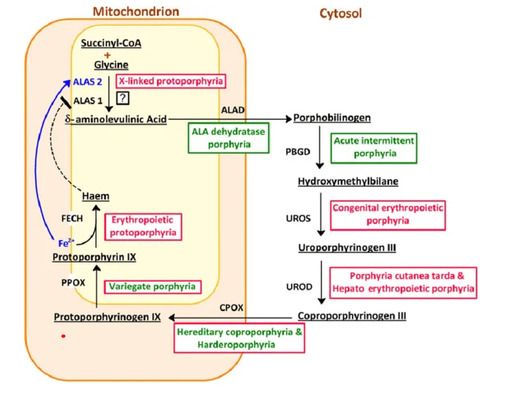 Mitochondrion
Cytosol
Succinyl-CoA
+
Glycine
ALAS 2
X-linked protoporphyria
ALAS 1
?
δ-aminolevulinic Acid
ALAD
Porphobilinogen
ALA dehydratase
porphyria
PBGD
Acute intermittent
porphyria
Hydroxymethylbilane
Haem
FECH
Erythropoietic
protoporphyria
UROS
Congenital erythropoietic
porphyria
Fe²⁺
Uroporphyrinogen III
Protoporphyrin IX
PPOX
Variegate porphyria
UROD
Porphyria cutanea tarda &
Hepato erythropoietic porphyria
CPOX
Protoporphyrinogen IX
Coproporphyrinogen III
Hereditary coproporphyria &
Harderoporphyria